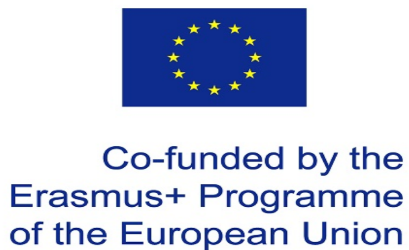 Co-funded by the
Erasmus+ Programme
of the European Union